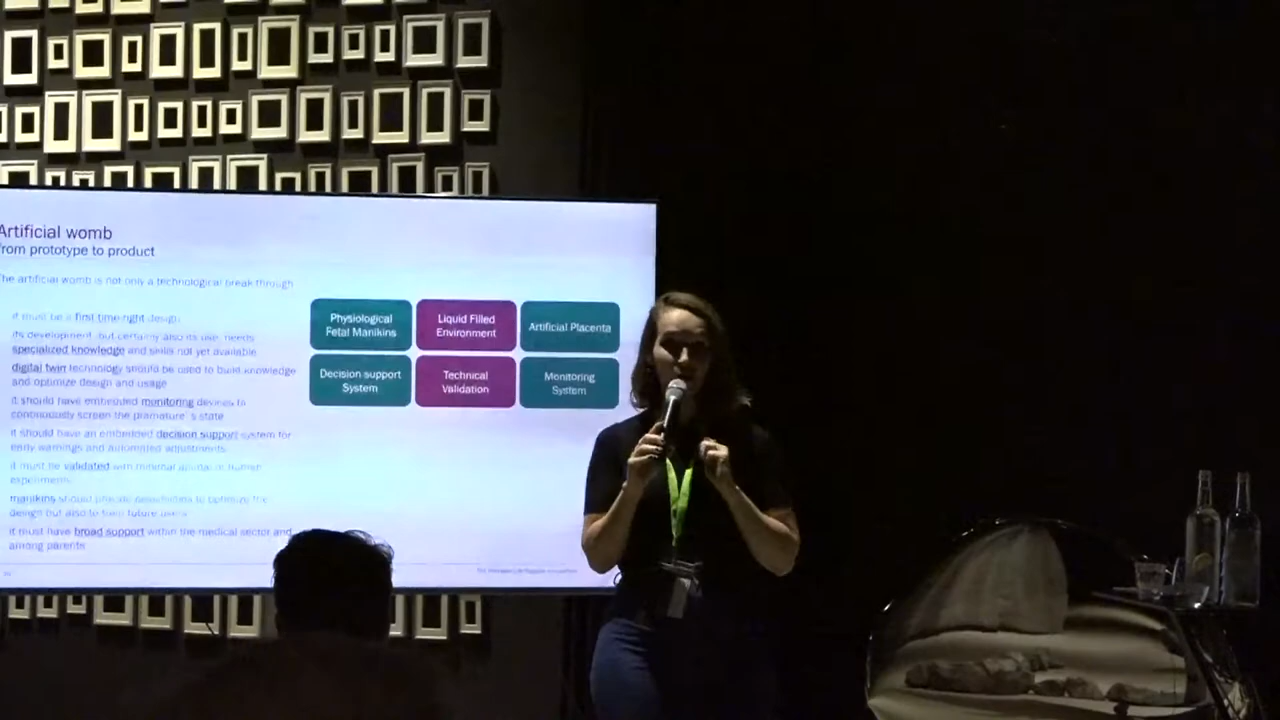 Artificial womb
from prototype to product
The artificial womb is not only a technological break through
it must be a first-time-right design
its development, but certainly also its use, needs
specialized knowledge and skills not yet available
digital twin technology should be used to build knowledge
and optimize design and usage
it should have embedded monitoring devices to
continuously screen the premature's state
it should have an embedded decision support system for
early warnings and automated adjustments
it must be validated with minimal animal or human
experiments
manikins should provide to optimize the
design but also to their future users
it must have broad support within the medical sector and
among parents
Physiological
Fetal Manikins
Liquid Filled
Environment
Artificial Placenta
Decision support
System
Technical
Validation
Monitoring
System